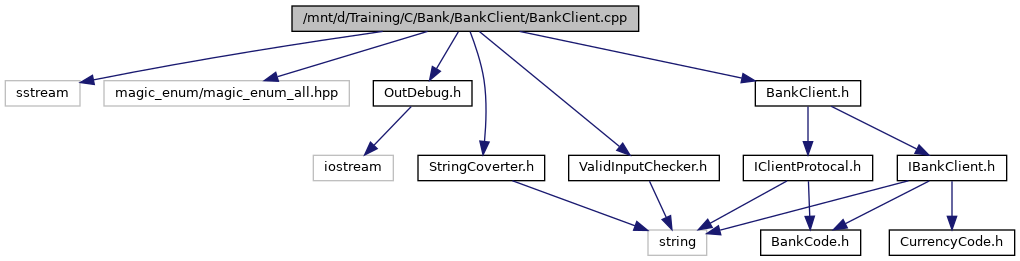 /mnt/d/Training/C/Bank/BankClient/BankClient.cpp
sstream
magic_enum/magic_enum_all.hpp
OutDebug.h
BankClient.h
iostream
StringCoverter.h
ValidInputChecker.h
IClientProtocal.h
IBankClient.h
string
BankCode.h
CurrencyCode.h